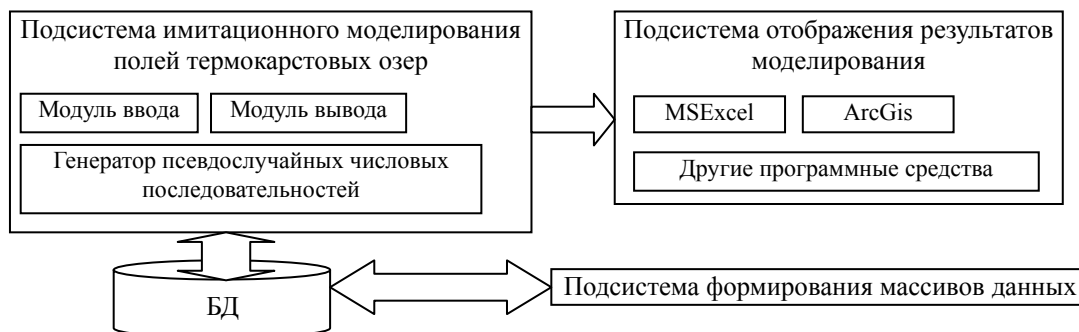 Подсистема имитационного моделирования
полей термокарстовых озер
Модуль ввода
Модуль вывода
Генератор псевдослучайных числовых
последовательностей
Подсистема отображения результатов
моделирования
MSExcel
ArcGis
Другие программные средства
БД
Подсистема формирования массивов данных